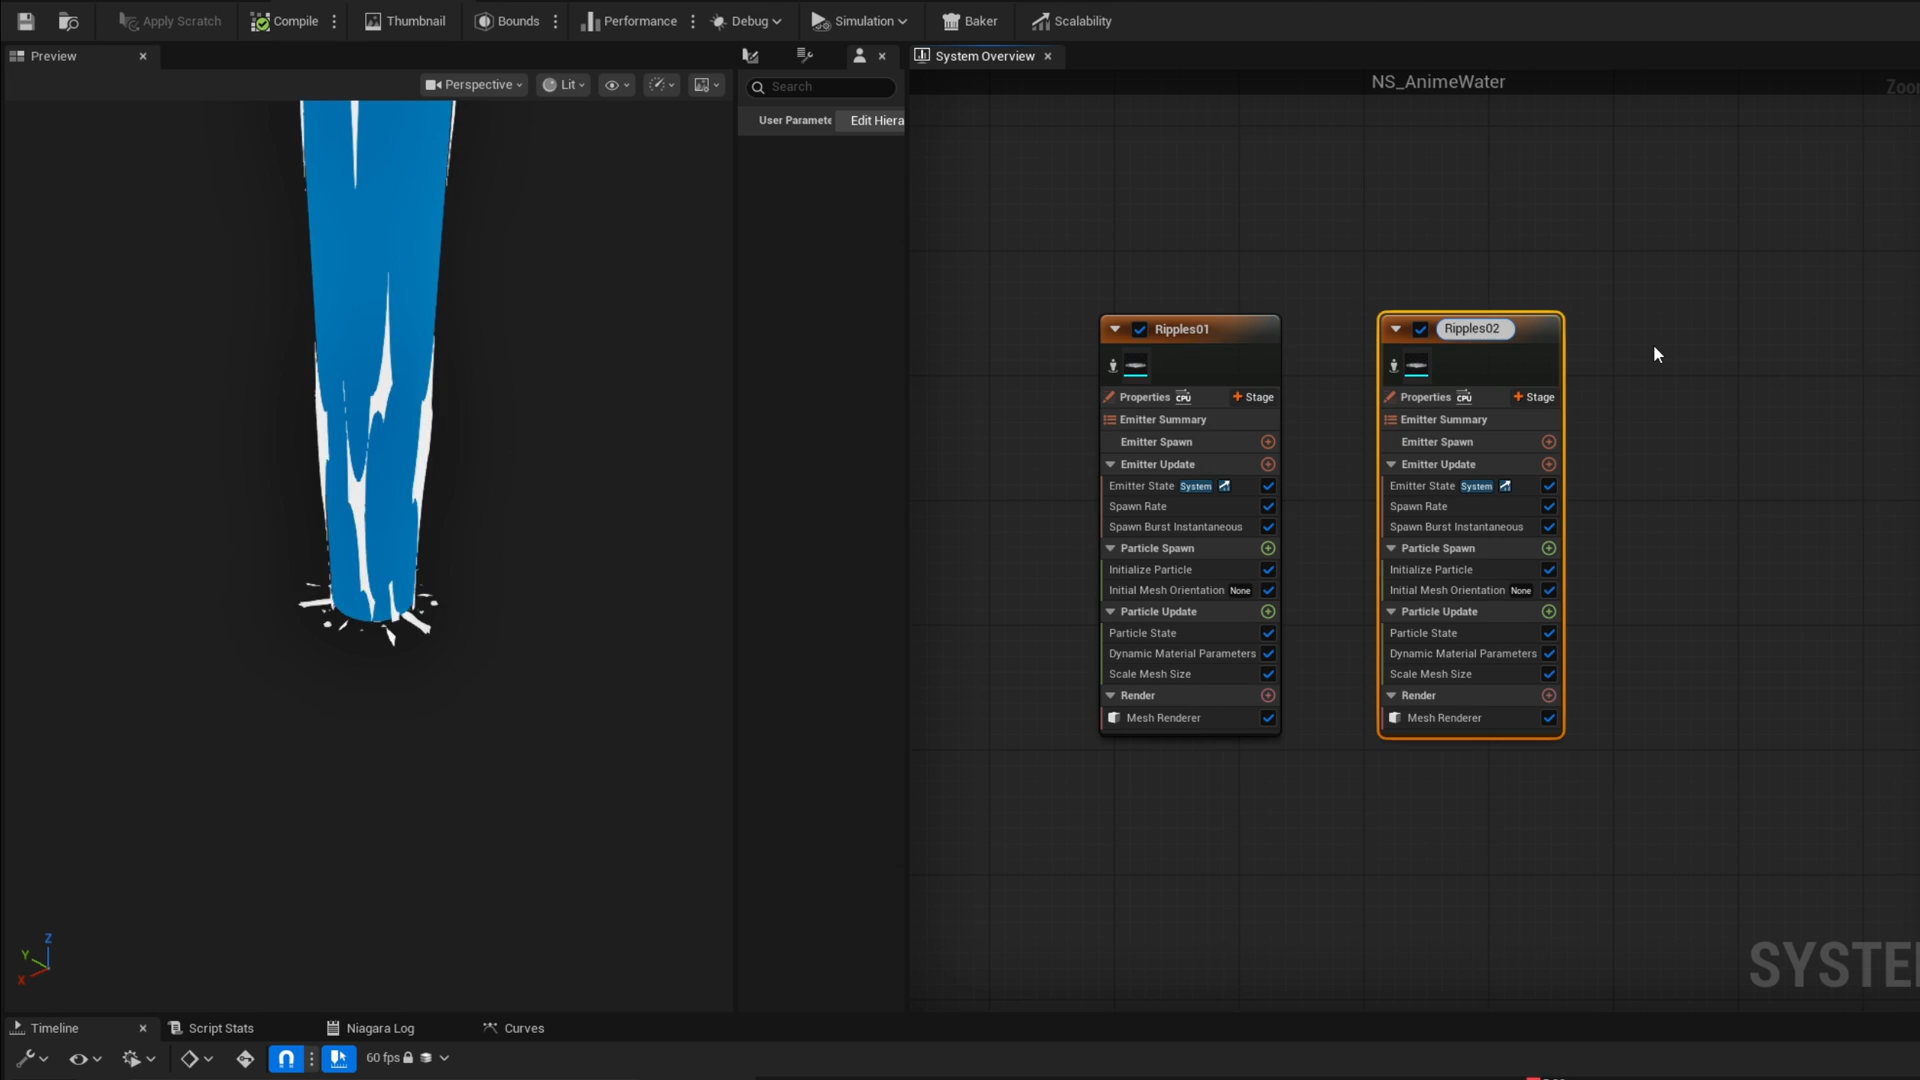 Apply Scratch
Compile
Thumbnail
Bounds
Performance
Debug
Simulation
Baker
Scalability
Preview
System Overview
Perspective
Lit
Search
NS_AnimeWater
Zoo
User Paramete
Edit Hiera
Ripples01
Properties CPU
Stage
Emitter Summary
Emitter Spawn
Emitter Update
Emitter State System
Spawn Rate
Spawn Burst Instantaneous
Particle Spawn
Initialize Particle
Initial Mesh Orientation None
Particle Update
Particle State
Dynamic Material Parameters
Scale Mesh Size
Render
Mesh Renderer
Ripples02
Properties CPU
Stage
Emitter Summary
Emitter Spawn
Emitter Update
Emitter State System
Spawn Rate
Spawn Burst Instantaneous
Particle Spawn
Initialize Particle
Initial Mesh Orientation None
Particle Update
Particle State
Dynamic Material Parameters
Scale Mesh Size
Render
Mesh Renderer
Z
Y
X
SYSTE
Timeline
Script Stats
Niagara Log
Curves
60 fps